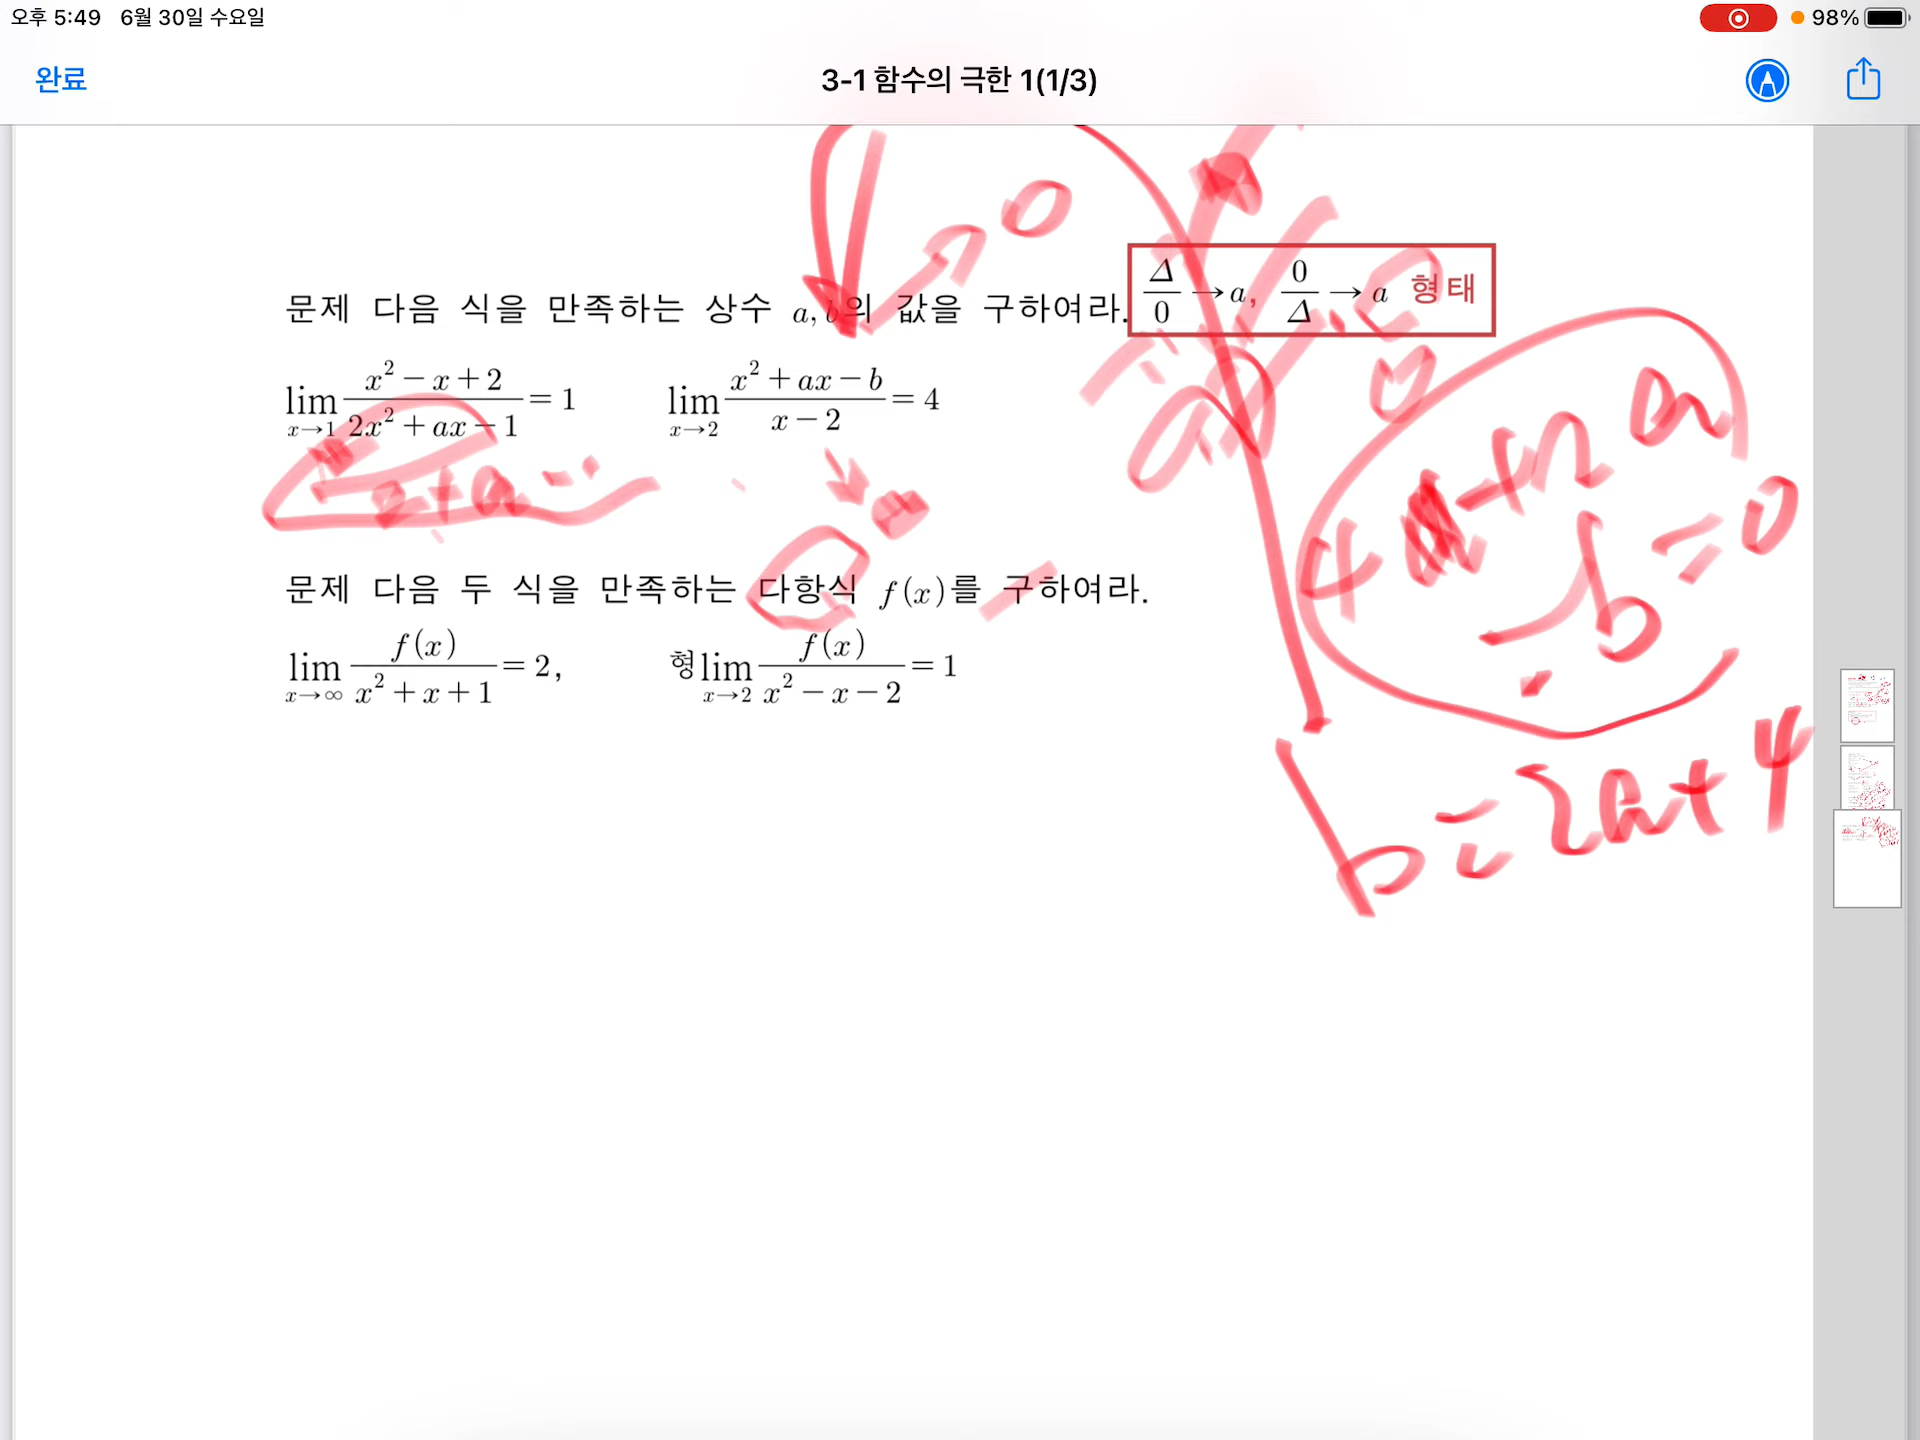 오후 5:49 6월 30일 수요일 98%
완료 3-1 함수의 극한 1(1/3)
0
문제 다음 식을 만족하는 상수 a, b의 값을 구하여라. Δ/0 → a, 0/Δ → a 형태
lim x→1 (x² − x + 2)/(2x² + ax − 1) = 1 lim x→2 (x² + ax − b)/(x − 2) = 4
2+a
4+2a
−b=0
문제 다음 두 식을 만족하는 다항식 f(x)를 구하여라.
lim x→∞ f(x)/(x² + x + 1) = 2, 형 lim x→2 f(x)/(x² − x − 2) = 1
b=2a+4